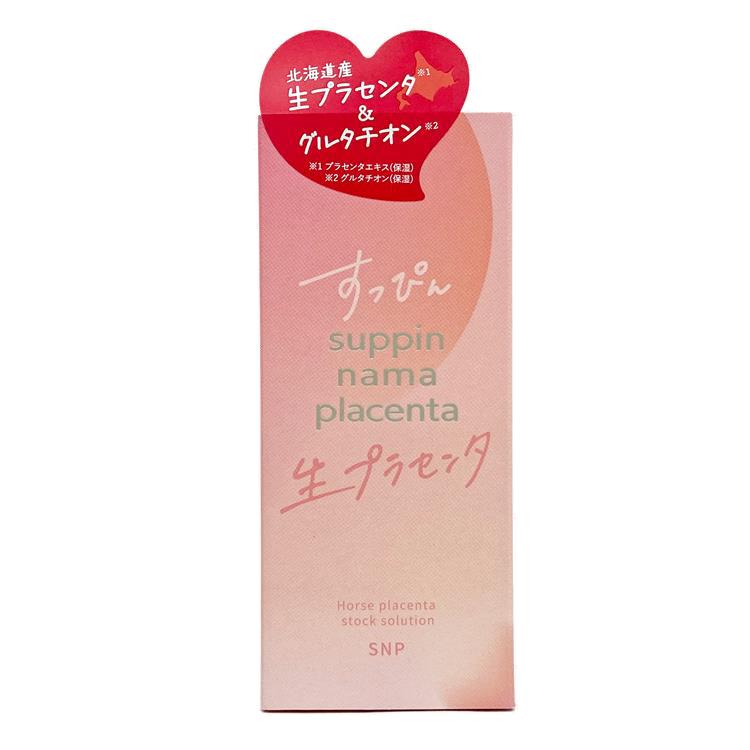 北海道産
生プラセンタ※1
&
グルタチオン※2
※1 プラセンタエキス(保湿)
※2 グルタチオン(保湿)
すっぴん
suppin
nama
placenta
生プラセンタ
Horse placenta
stock solution
SNP